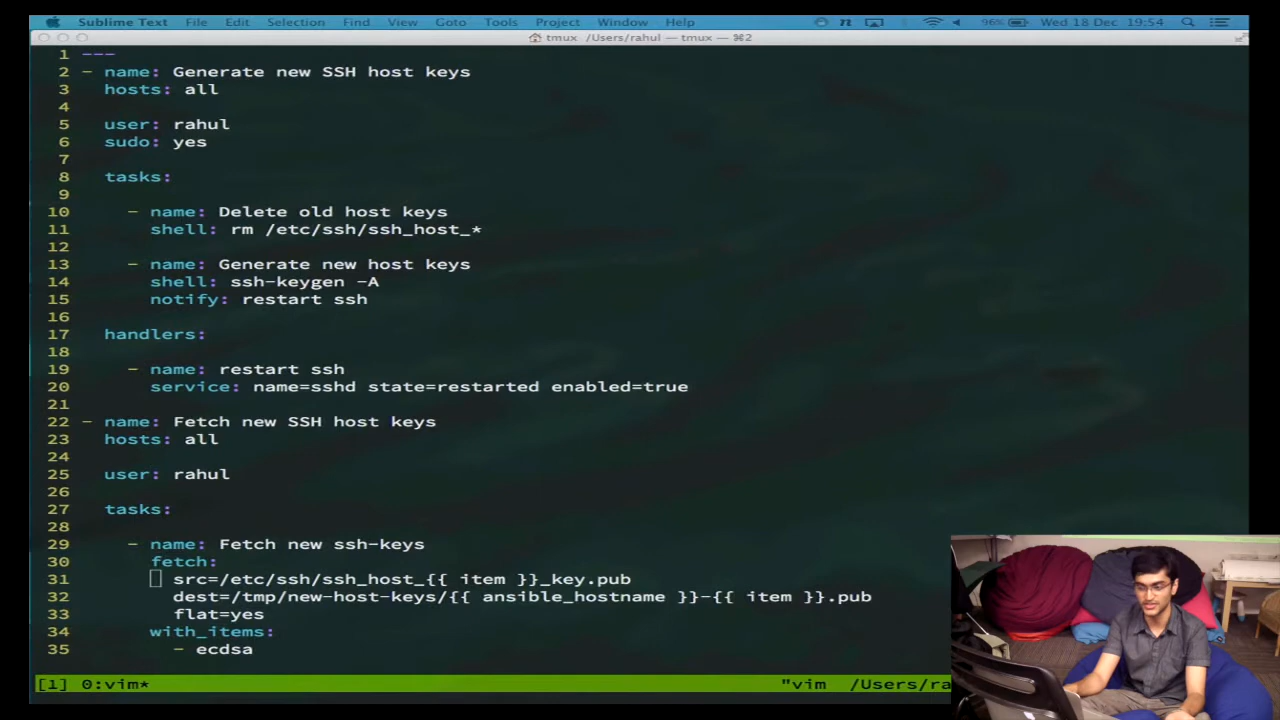 Sublime Text File Edit Selection Find View Goto Tools Project Window Help 96% Wed 18 Dec 19:54
tmux /Users/rahul — tmux — ⌘2
1 ---
2 - name: Generate new SSH host keys
3 hosts: all
4
5 user: rahul
6 sudo: yes
7
8 tasks:
9
10 - name: Delete old host keys
11 shell: rm /etc/ssh/ssh_host_*
12
13 - name: Generate new host keys
14 shell: ssh-keygen -A
15 notify: restart ssh
16
17 handlers:
18
19 - name: restart ssh
20 service: name=sshd state=restarted enabled=true
21
22 - name: Fetch new SSH host keys
23 hosts: all
24
25 user: rahul
26
27 tasks:
28
29 - name: Fetch new ssh-keys
30 fetch:
31 src=/etc/ssh/ssh_host_{{ item }}_key.pub
32 dest=/tmp/new-host-keys/{{ ansible_hostname }}-{{ item }}.pub
33 flat=yes
34 with_items:
35 - ecdsa
[1] 0:vim* "vim /Users/ra